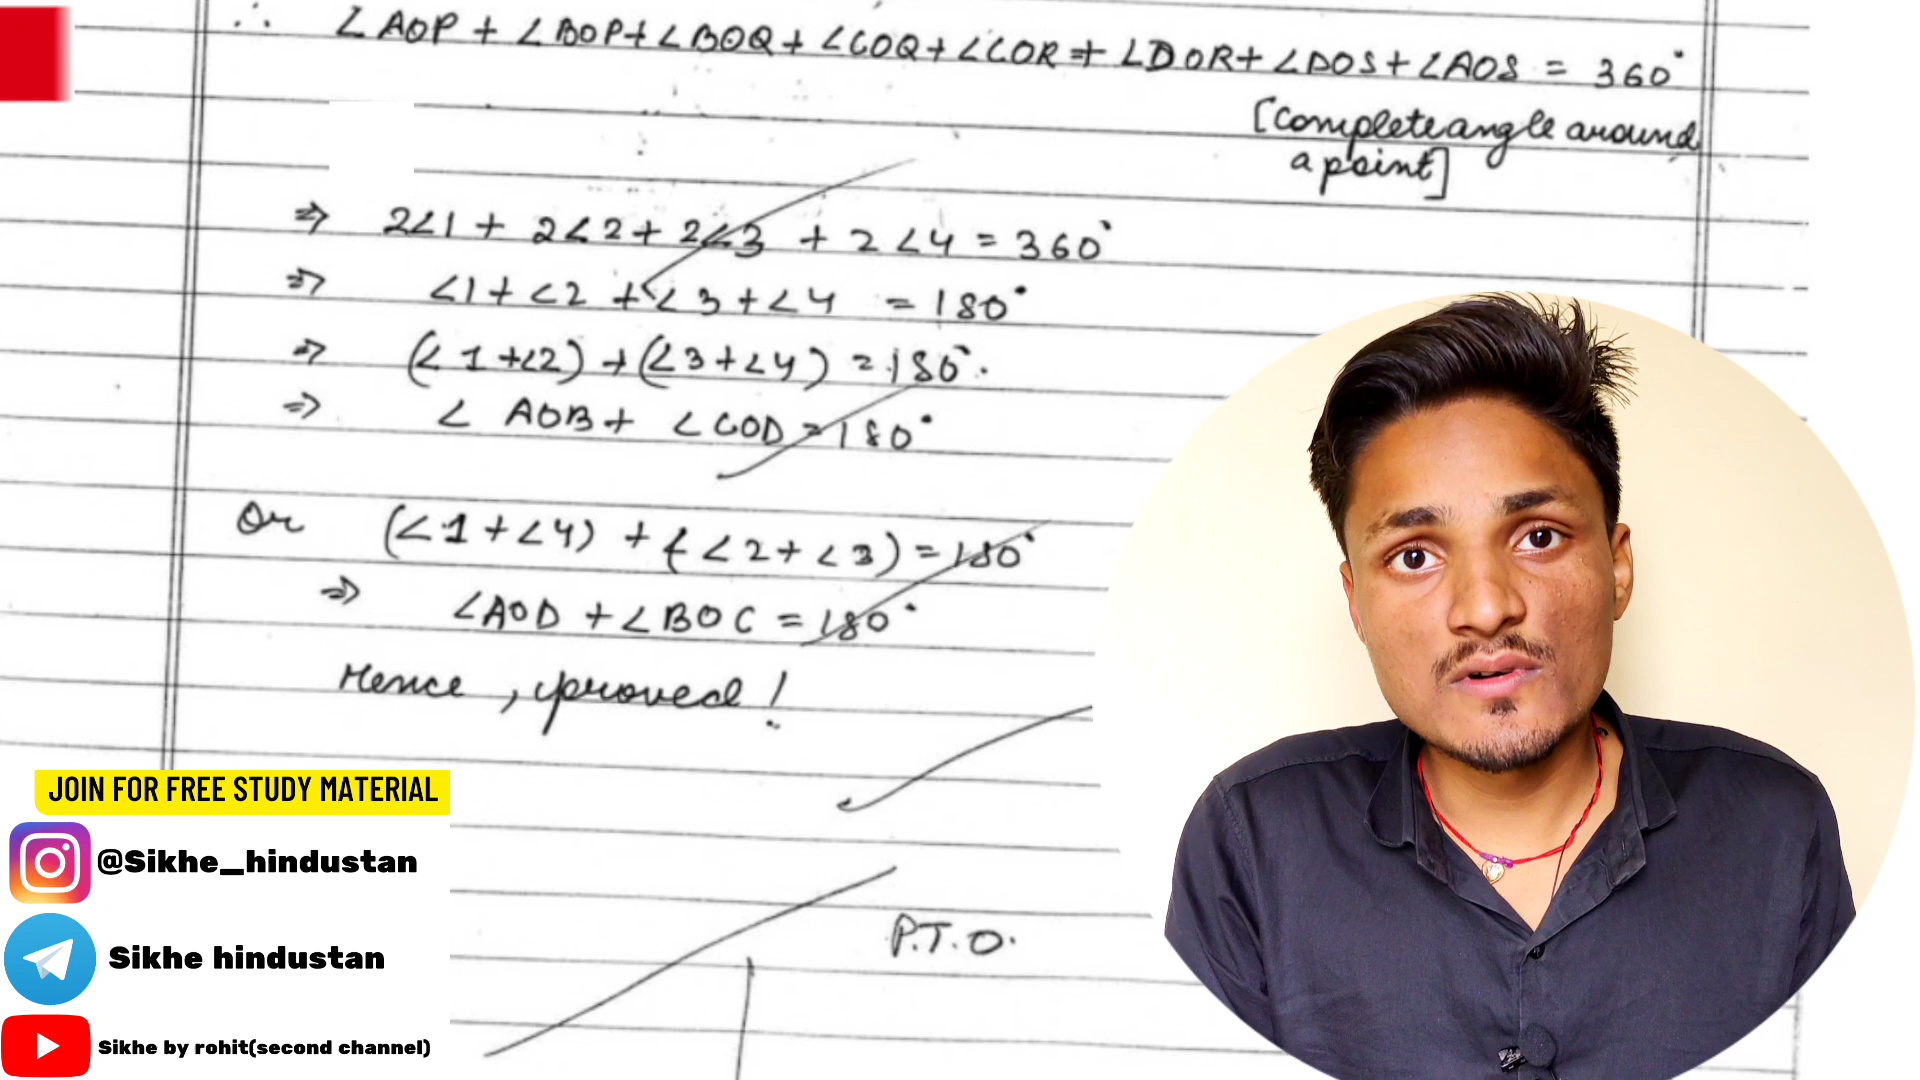 ∴ ∠AOP + ∠BOP + ∠BOQ + ∠COQ + ∠COR + ∠DOR + ∠DOS + ∠AOS = 360°
[Complete angle around
a point]
⇒ 2∠1 + 2∠2 + 2∠3 + 2∠4 = 360°
⇒ ∠1 + ∠2 + ∠3 + ∠4 = 180°
⇒ (∠1 + ∠2) + (∠3 + ∠4) = 180°.
⇒ ∠AOB + ∠COD = 180°
Or (∠1 + ∠4) + (∠2 + ∠3) = 180°
⇒ ∠AOD + ∠BOC = 180°
Hence, proved!
P.T.O.
JOIN FOR FREE STUDY MATERIAL
@Sikhe_hindustan
Sikhe hindustan
Sikhe by rohit(second channel)